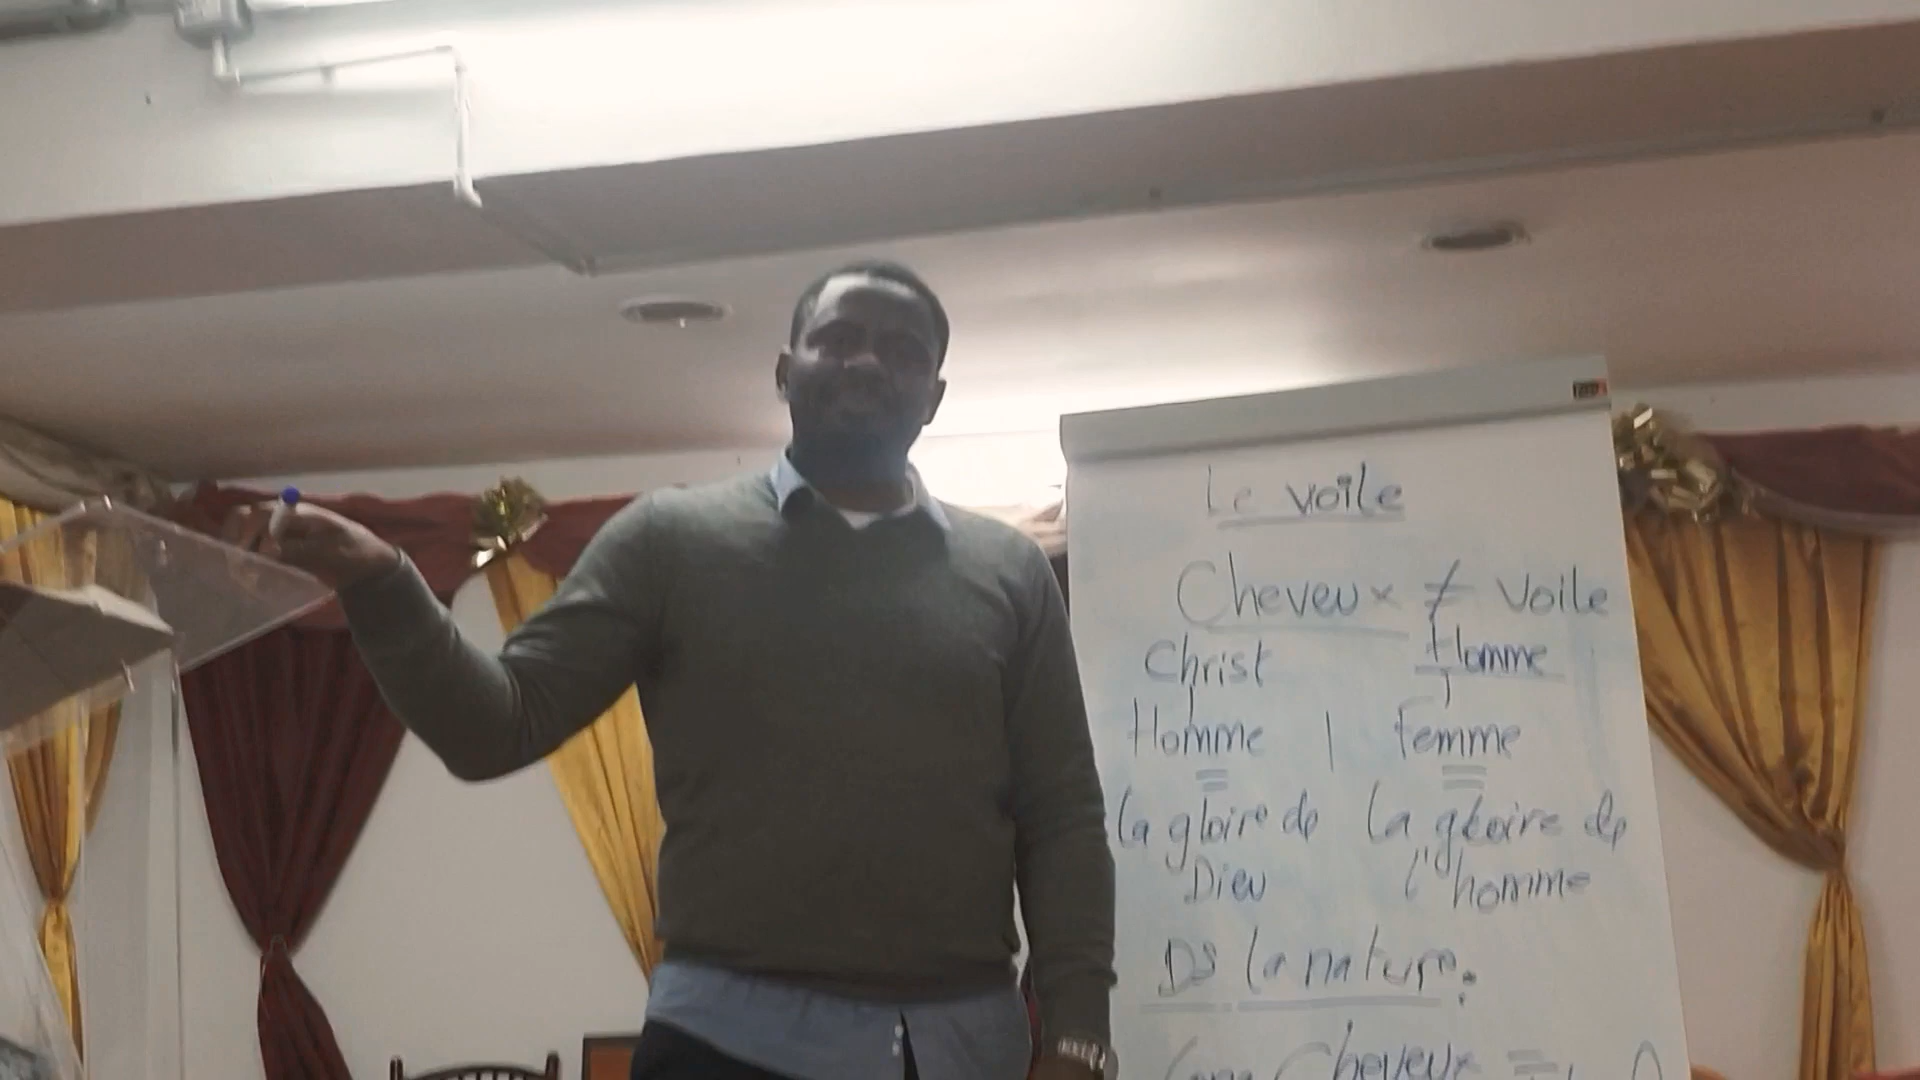 Le voile
Cheveux ≠ Voile
Christ Homme
Homme | Femme
la gloire de la gloire de
Dieu l'homme
Ds la nature:
Cheveux =